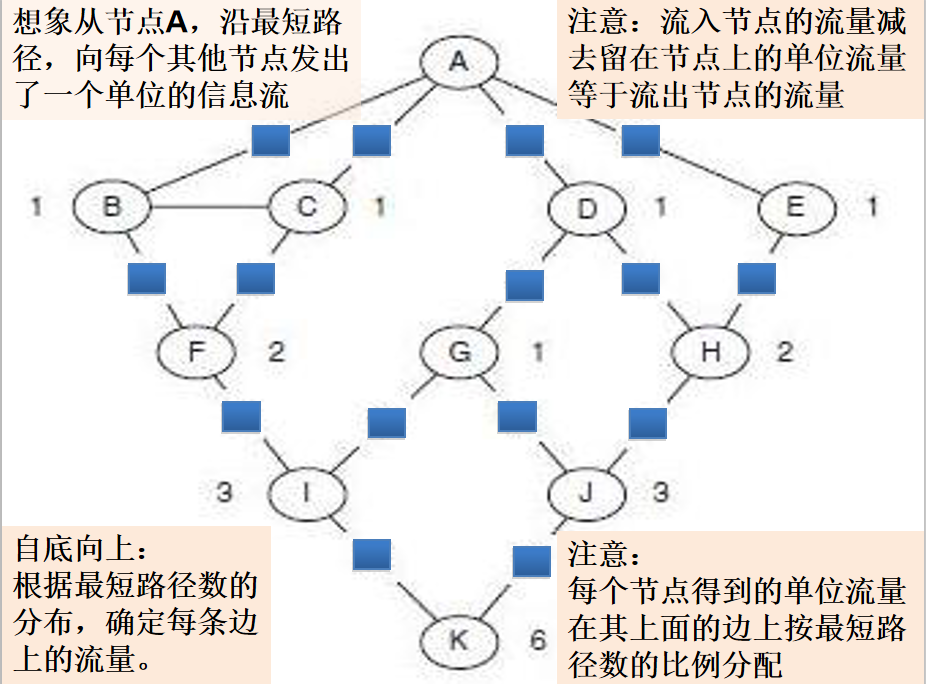 想象从节点A，沿最短路
径，向每个其他节点发出
了一个单位的信息流
注意：流入节点的流量减
去留在节点上的单位流量
等于流出节点的流量
A
1 B C 1 D 1 E 1
F 2 G 1 H 2
3 I J 3
K 6
自底向上：
根据最短路径数的
分布，确定每条边
上的流量。
注意：
每个节点得到的单位流量
在其上面的边上按最短路
径数的比例分配